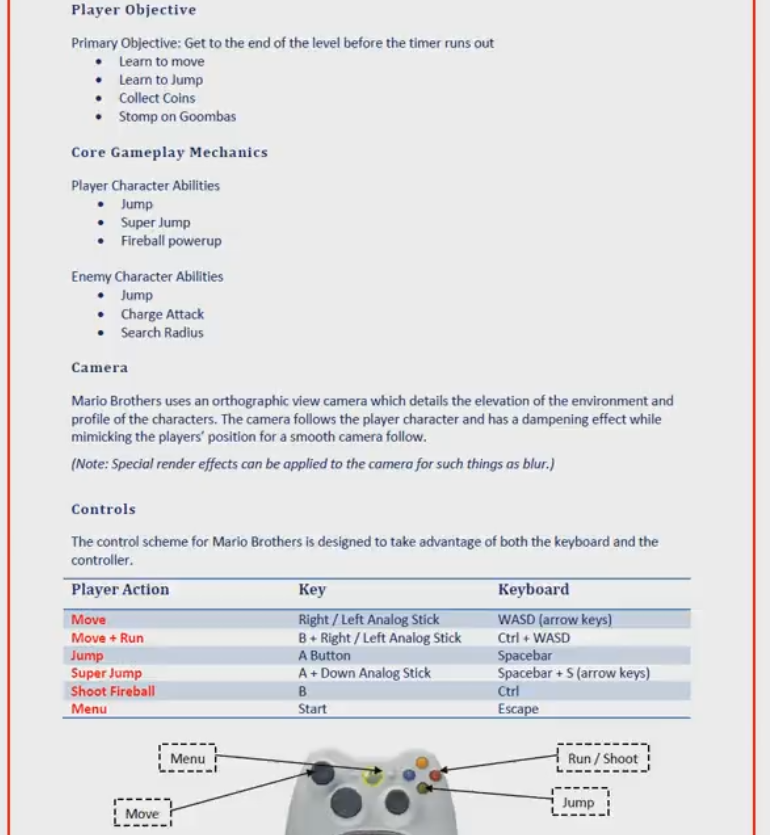 Player Objective
Primary Objective: Get to the end of the level before the timer runs out
• Learn to move
• Learn to Jump
• Collect Coins
• Stomp on Goombas
Core Gameplay Mechanics
Player Character Abilities
• Jump
• Super Jump
• Fireball powerup
Enemy Character Abilities
• Jump
• Charge Attack
• Search Radius
Camera
Mario Brothers uses an orthographic view camera which details the elevation of the environment and
profile of the characters. The camera follows the player character and has a dampening effect while
mimicking the players' position for a smooth camera follow.
(Note: Special render effects can be applied to the camera for such things as blur.)
Controls
The control scheme for Mario Brothers is designed to take advantage of both the keyboard and the
controller.
Player Action Key Keyboard
Move Right / Left Analog Stick WASD (arrow keys)
Move + Run B + Right / Left Analog Stick Ctrl + WASD
Jump A Button Spacebar
Super Jump A + Down Analog Stick Spacebar + S (arrow keys)
Shoot Fireball B Ctrl
Menu Start Escape
Menu Run / Shoot
Move Jump